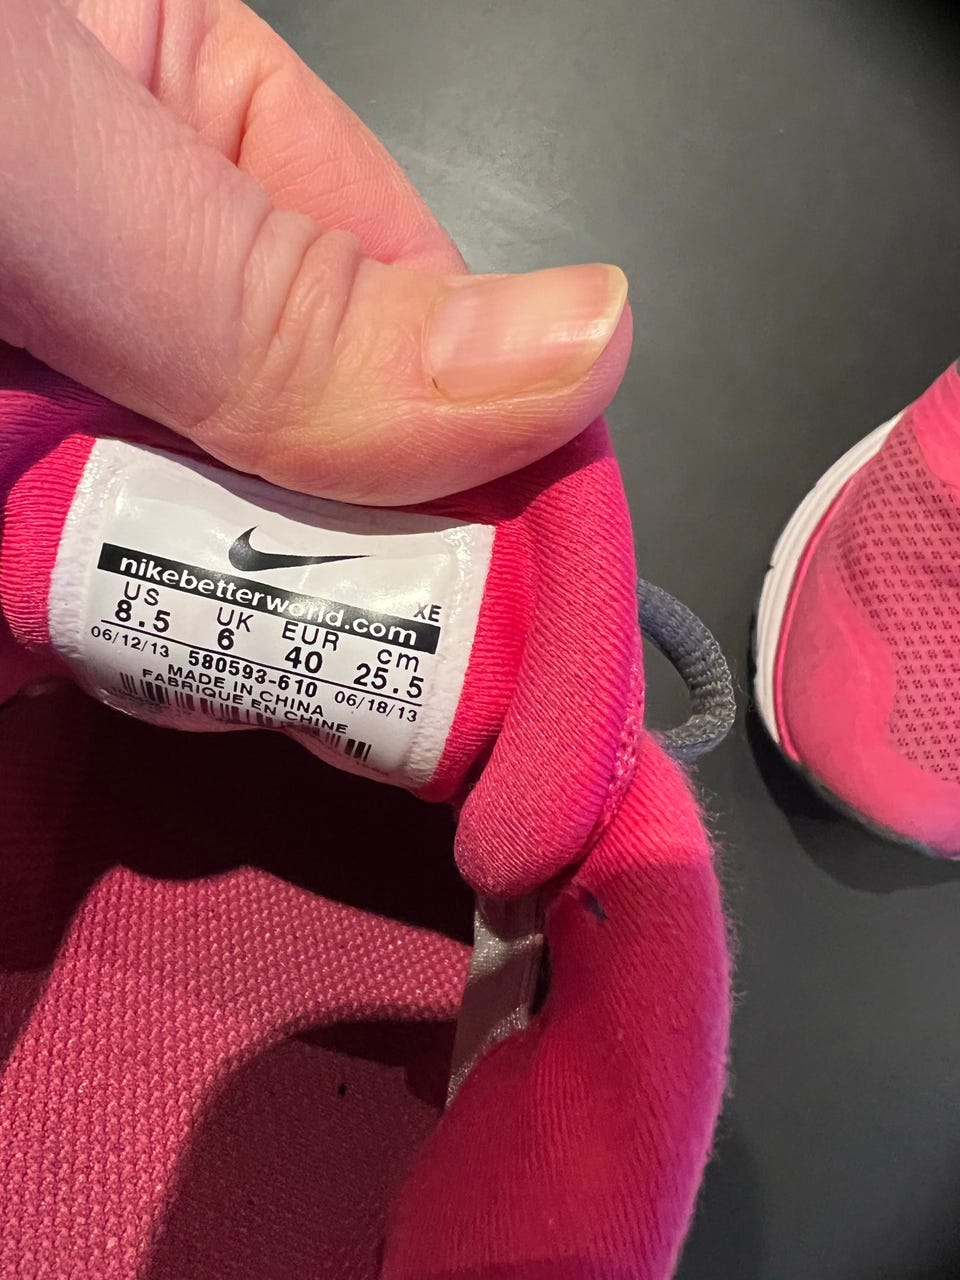 nikebetterworld.com
XE
US UK EUR cm
8.5 6 40 25.5
06/12/13 580593-610 06/18/13
MADE IN CHINA
FABRIQUE EN CHINE